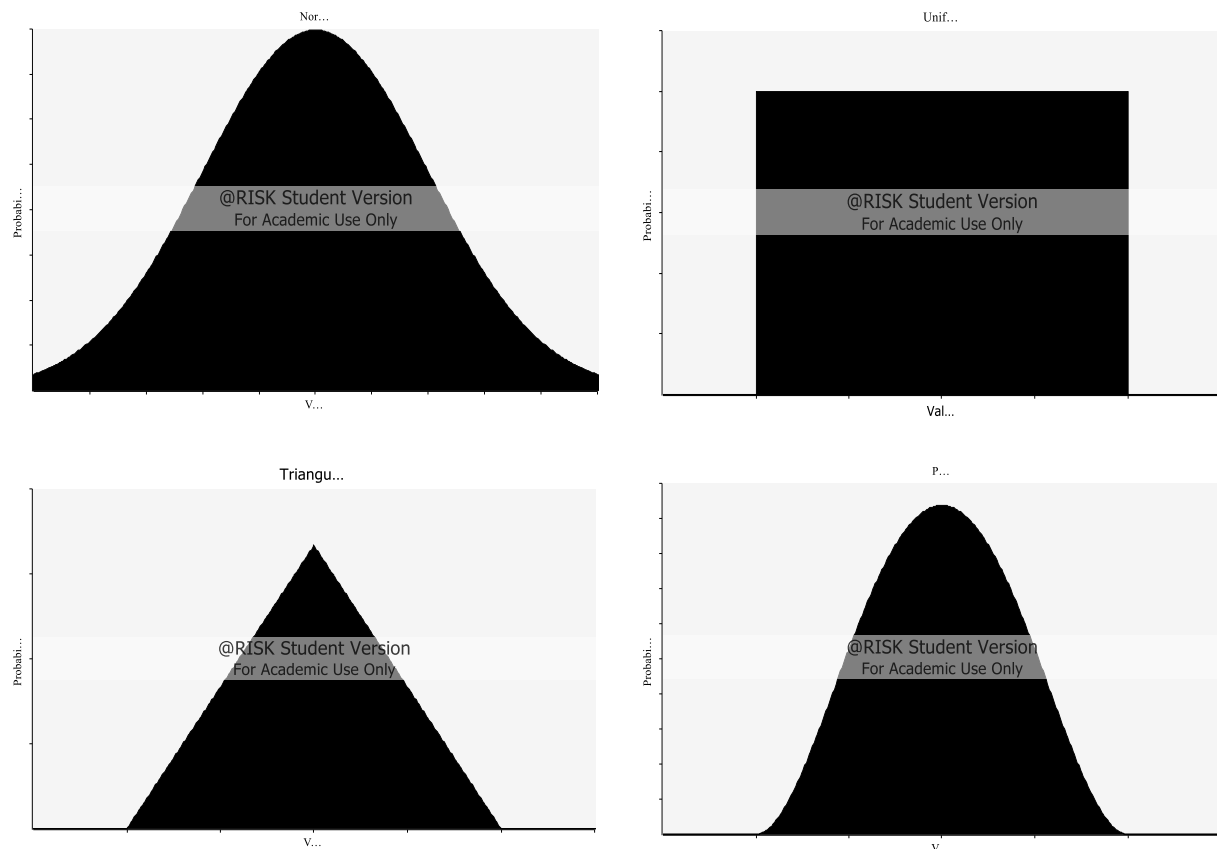 Nor...
Probabi...
@RISK Student Version
For Academic Use Only
V...
Unif...
Probabi...
@RISK Student Version
For Academic Use Only
Val...
Triangu...
Probabi...
@RISK Student Version
For Academic Use Only
V...
P...
Probabi...
@RISK Student Version
For Academic Use Only
V...